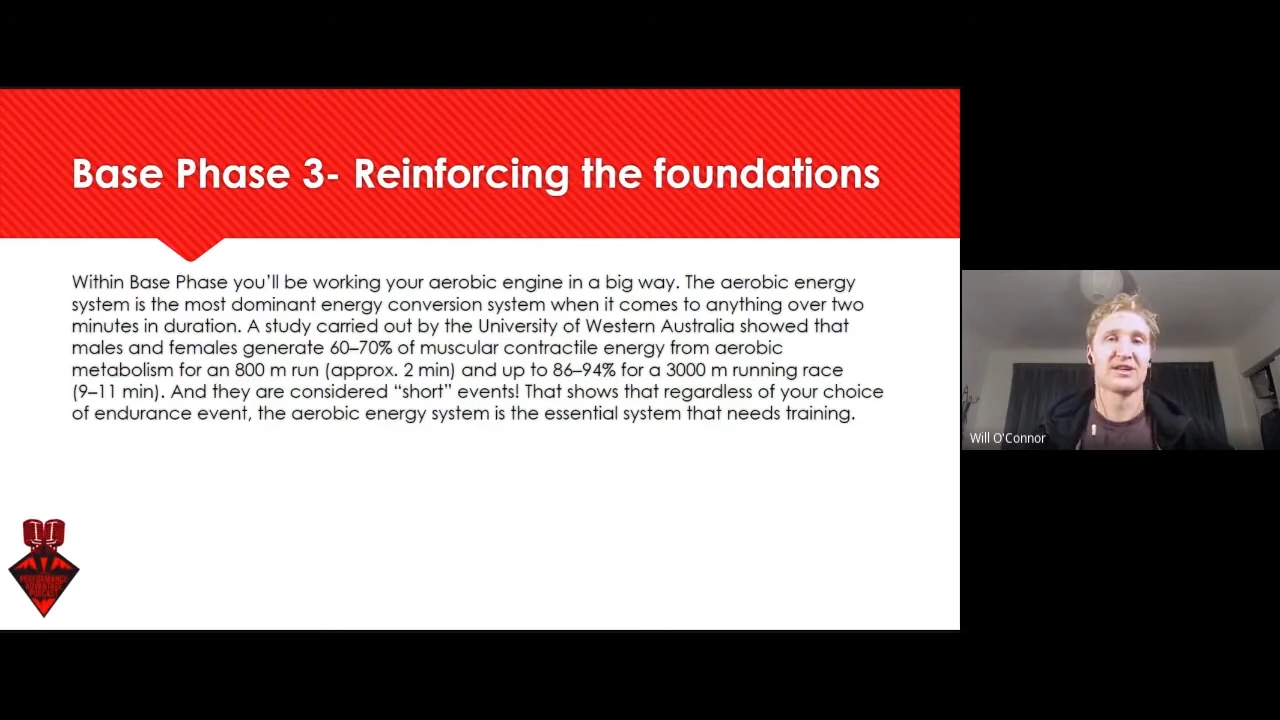 Base Phase 3- Reinforcing the foundations
Within Base Phase you’ll be working your aerobic engine in a big way. The aerobic energy
system is the most dominant energy conversion system when it comes to anything over two
minutes in duration. A study carried out by the University of Western Australia showed that
males and females generate 60–70% of muscular contractile energy from aerobic
metabolism for an 800 m run (approx. 2 min) and up to 86–94% for a 3000 m running race
(9–11 min). And they are considered “short” events! That shows that regardless of your choice
of endurance event, the aerobic energy system is the essential system that needs training.
Will O'Connor
PERFORMANCE
ADVANTAGE
PODCAST